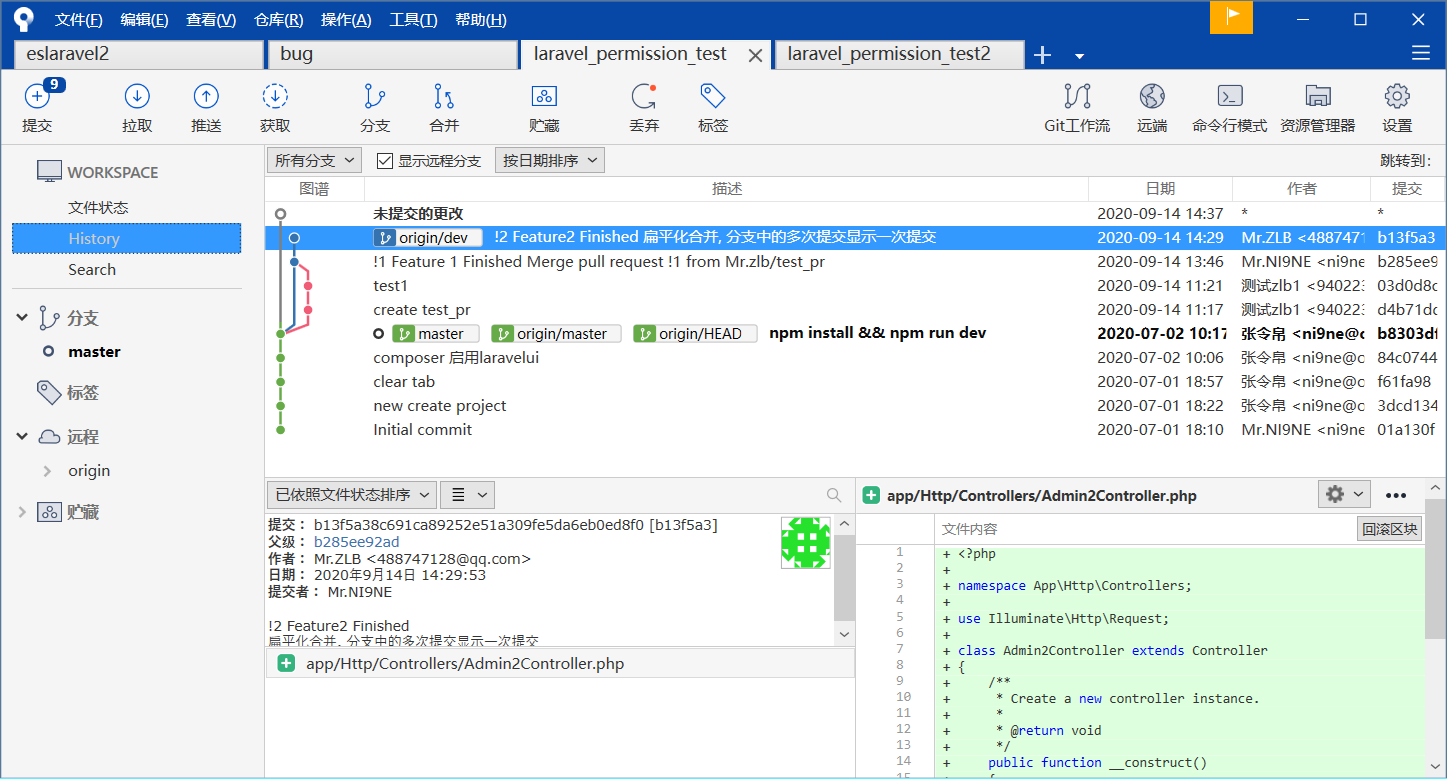 文件(F) 编辑(E) 查看(V) 仓库(R) 操作(A) 工具(T) 帮助(H)
eslaravel2 bug laravel_permission_test laravel_permission_test2
9
提交 拉取 推送 获取 分支 合并 贮藏 丢弃 标签 Git工作流 远端 命令行模式 资源管理器 设置
WORKSPACE
文件状态
History
Search
分支
master
标签
远程
origin
贮藏
所有分支 显示远程分支 按日期排序 跳转到:
图谱 描述 日期 作者 提交
未提交的更改 2020-09-14 14:37 * *
origin/dev !2 Feature2 Finished 扁平化合并, 分支中的多次提交显示一次提交 2020-09-14 14:29 Mr.ZLB <488747 b13f5a3
!1 Feature 1 Finished Merge pull request !1 from Mr.zlb/test_pr 2020-09-14 13:46 Mr.NI9NE <ni9ne b285ee9
test1 2020-09-14 11:21 测试zlb1 <940223 03d0d8c
create test_pr 2020-09-14 11:17 测试zlb1 <940223 d4b71dc
master origin/master origin/HEAD npm install && npm run dev 2020-07-02 10:17 张令帛 <ni9ne@c b8303df
composer 启用laravelui 2020-07-02 10:06 张令帛 <ni9ne@c 84c0744
clear tab 2020-07-01 18:57 张令帛 <ni9ne@c f61fa98
new create project 2020-07-01 18:22 张令帛 <ni9ne@c 3dcd134
Initial commit 2020-07-01 18:10 Mr.NI9NE <ni9ne 01a130f
已依照文件状态排序
提交： b13f5a38c691ca89252e51a309fe5da6eb0ed8f0 [b13f5a3]
父级： b285ee92ad
作者： Mr.ZLB <488747128@qq.com>
日期： 2020年9月14日 14:29:53
提交者： Mr.NI9NE
!2 Feature2 Finished
扁平化合并, 分支中的多次提交显示一次提交
app/Http/Controllers/Admin2Controller.php
app/Http/Controllers/Admin2Controller.php
文件内容 回滚区块
1 + <?php
2 +
3 + namespace App\Http\Controllers;
4 +
5 + use Illuminate\Http\Request;
6 +
7 + class Admin2Controller extends Controller
8 + {
9 + /**
10 + * Create a new controller instance.
11 + *
12 + * @return void
13 + */
14 + public function __construct()
15 + {